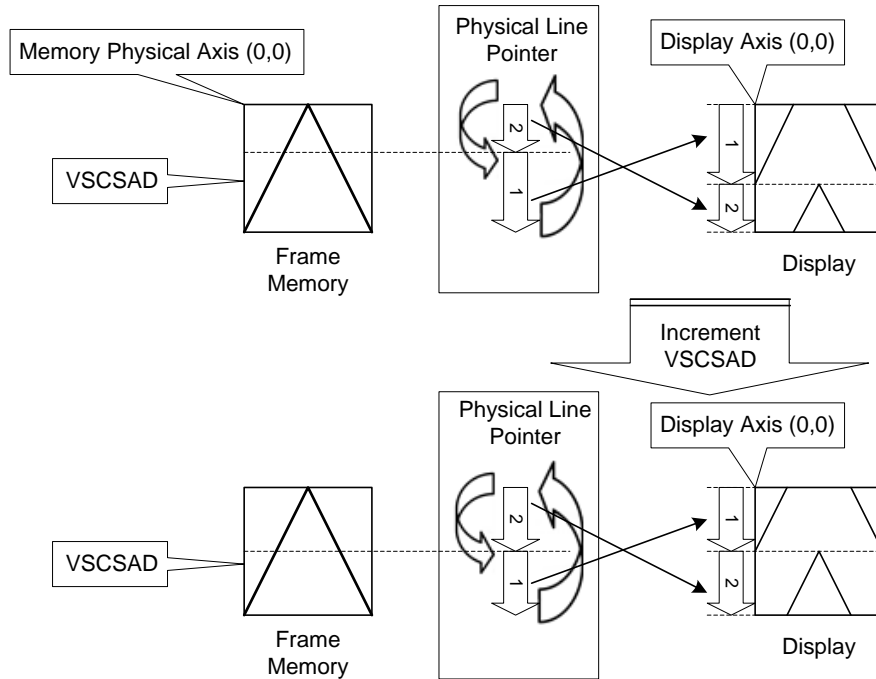 Memory Physical Axis (0,0)
Physical Line
Pointer
Display Axis (0,0)
VSCSAD
2
1
1
2
Frame
Memory
Display
Increment
VSCSAD
Physical Line
Pointer
Display Axis (0,0)
VSCSAD
2
1
1
2
Frame
Memory
Display